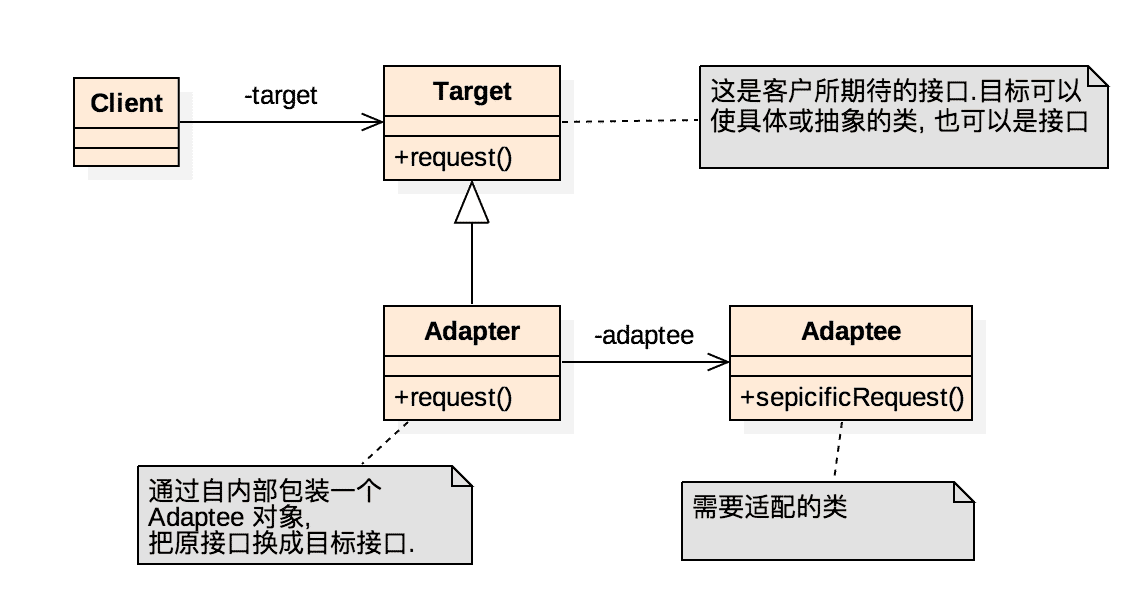 Client
-target
Target
+request()
这是客户所期待的接口.目标可以
使具体或抽象的类, 也可以是接口
Adapter
+request()
-adaptee
Adaptee
+sepicificRequest()
通过自内部包装一个
Adaptee 对象,
把原接口换成目标接口.
需要适配的类